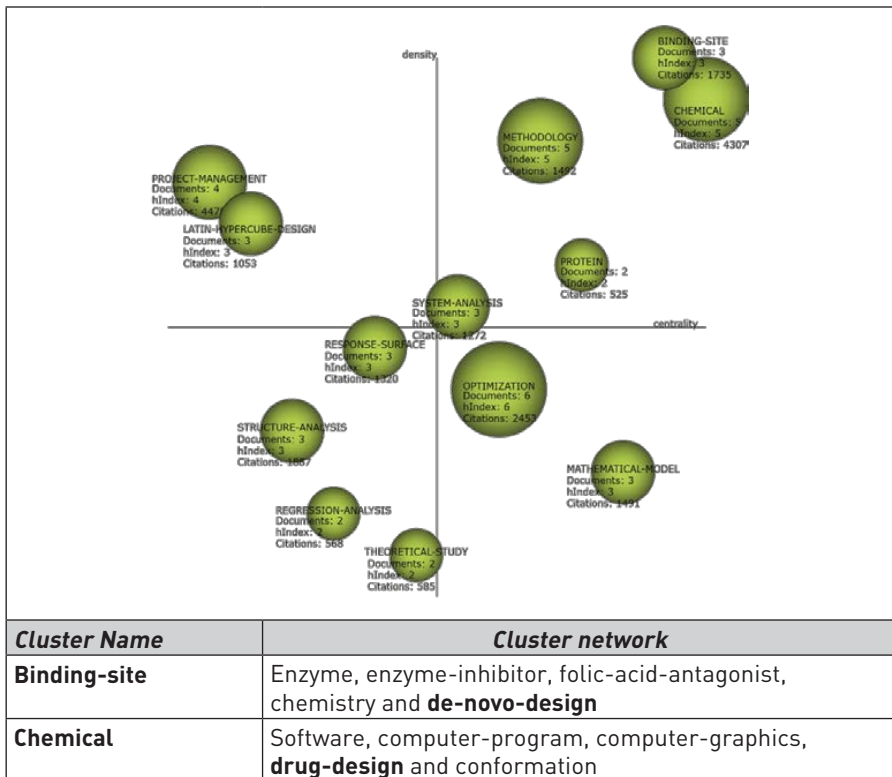 density
BINDING-SITE
Documents: 3
hIndex: 3
Citations: 1735
CHEMICAL
Documents: 5
hIndex: 5
Citations: 4307
METHODOLOGY
Documents: 5
hIndex: 5
Citations: 1492
PROJECT-MANAGEMENT
Documents: 4
hIndex: 4
Citations:
LATIN-HYPERCUBE-DESIGN
Documents: 3
hIndex: 3
Citations: 1053
PROTEIN
Documents: 2
hIndex: 2
Citations: 525
SYSTEM-ANALYSIS
Documents: 3
hIndex: 3
Citations: 1272
centrality
RESPONSE-SURFACE
Documents: 3
hIndex: 3
Citations: 1320
OPTIMIZATION
Documents: 6
hIndex: 6
Citations: 2453
STRUCTURE-ANALYSIS
Documents: 3
hIndex: 3
Citations:
MATHEMATICAL-MODEL
Documents: 3
hIndex: 3
Citations: 1491
REGRESSION-ANALYSIS
Documents: 2
hIndex: 2
Citations: 568
THEORETICAL-STUDY
Documents: 2
hIndex: 2
Citations: 585
Cluster Name Cluster network
Binding-site Enzyme, enzyme-inhibitor, folic-acid-antagonist,
chemistry and de-novo-design
Chemical Software, computer-program, computer-graphics,
drug-design and conformation